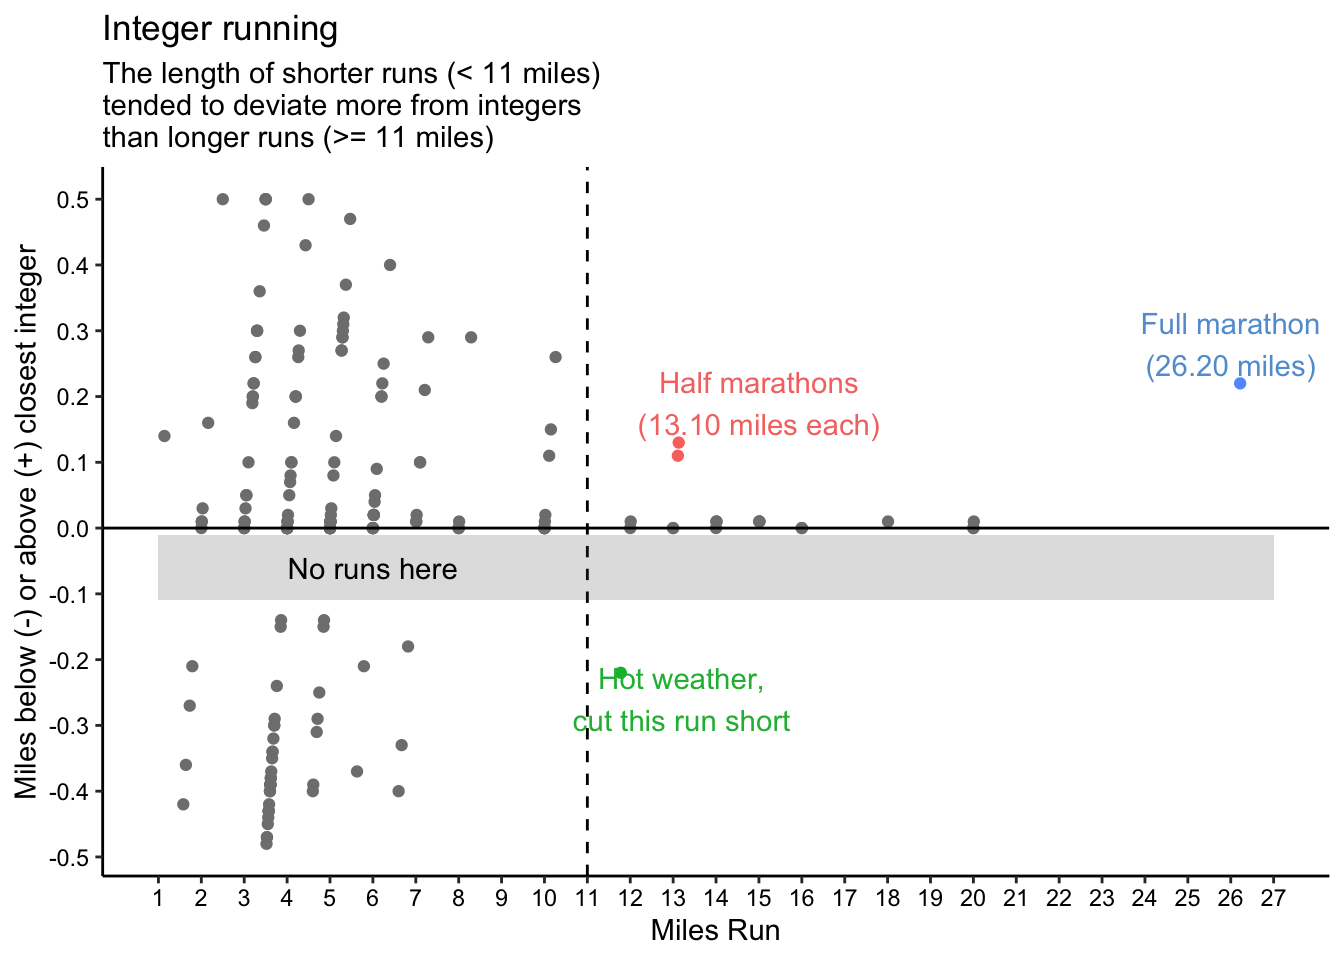 Integer running
The length of shorter runs (< 11 miles)
tended to deviate more from integers
than longer runs (>= 11 miles)
Miles below (-) or above (+) closest integer
0.5
0.4
0.3
0.2
0.1
0.0
-0.1
-0.2
-0.3
-0.4
-0.5
Full marathon
(26.20 miles)
Half marathons
(13.10 miles each)
No runs here
Hot weather,
cut this run short
1 2 3 4 5 6 7 8 9 10 11 12 13 14 15 16 17 18 19 20 21 22 23 24 25 26 27
Miles Run